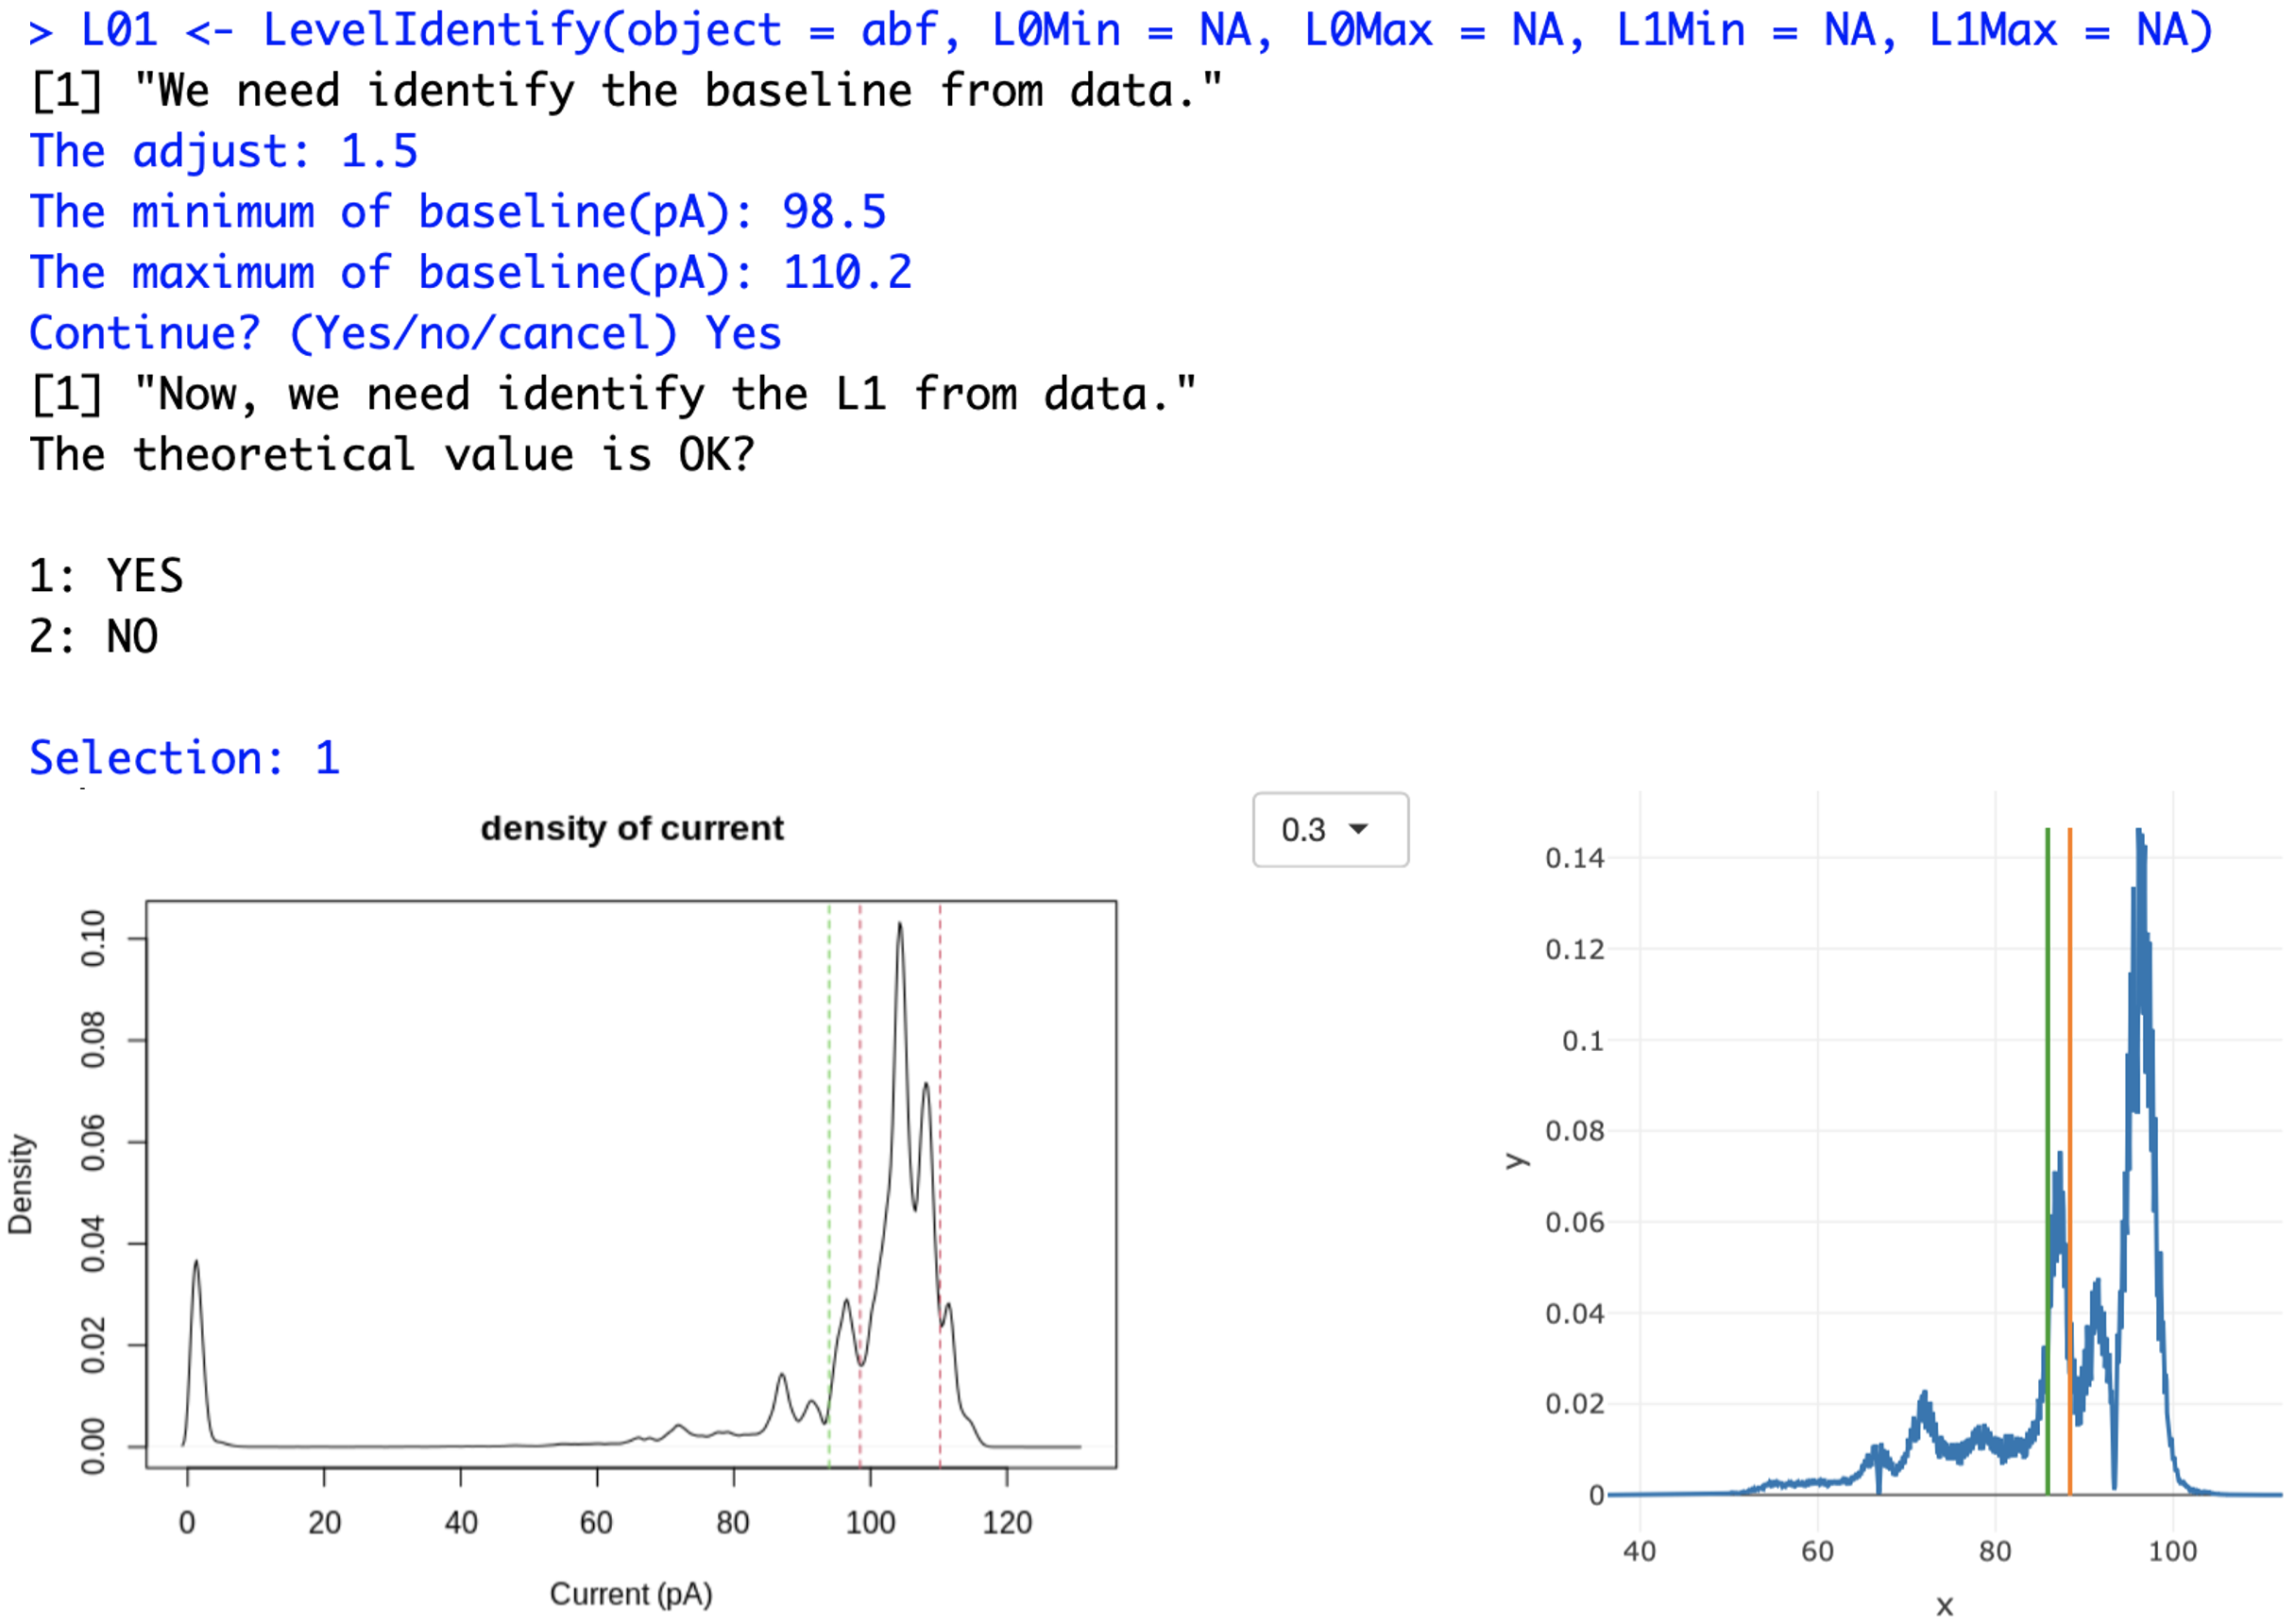 > L01 <- LevelIdentify(object = abf, L0Min = NA, L0Max = NA, L1Min = NA, L1Max = NA)
[1] "We need identify the baseline from data."
The adjust: 1.5
The minimum of baseline(pA): 98.5
The maximum of baseline(pA): 110.2
Continue? (Yes/no/cancel) Yes
[1] "Now, we need identify the L1 from data."
The theoretical value is OK?
1: YES
2: NO
Selection: 1
density of current
Density
0.10
0.08
0.06
0.04
0.02
0.00
0 20 40 60 80 100 120
Current (pA)
0.3
y
0.14
0.12
0.1
0.08
0.06
0.04
0.02
0
40 60 80 100
x